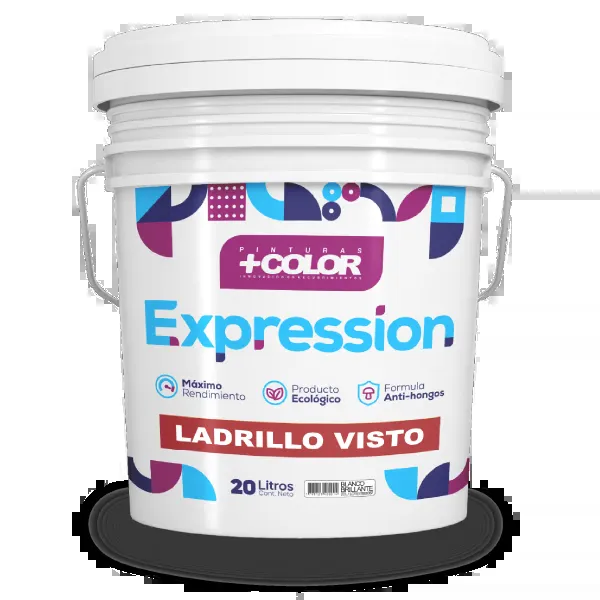 PINTURAS
+COLOR
Expression
Máximo
Rendimiento
Producto
Ecológico
Formula
Anti-hongos
LADRILLO VISTO
20 Litros
Cont. Neto
BLANCO
BRILLANTE